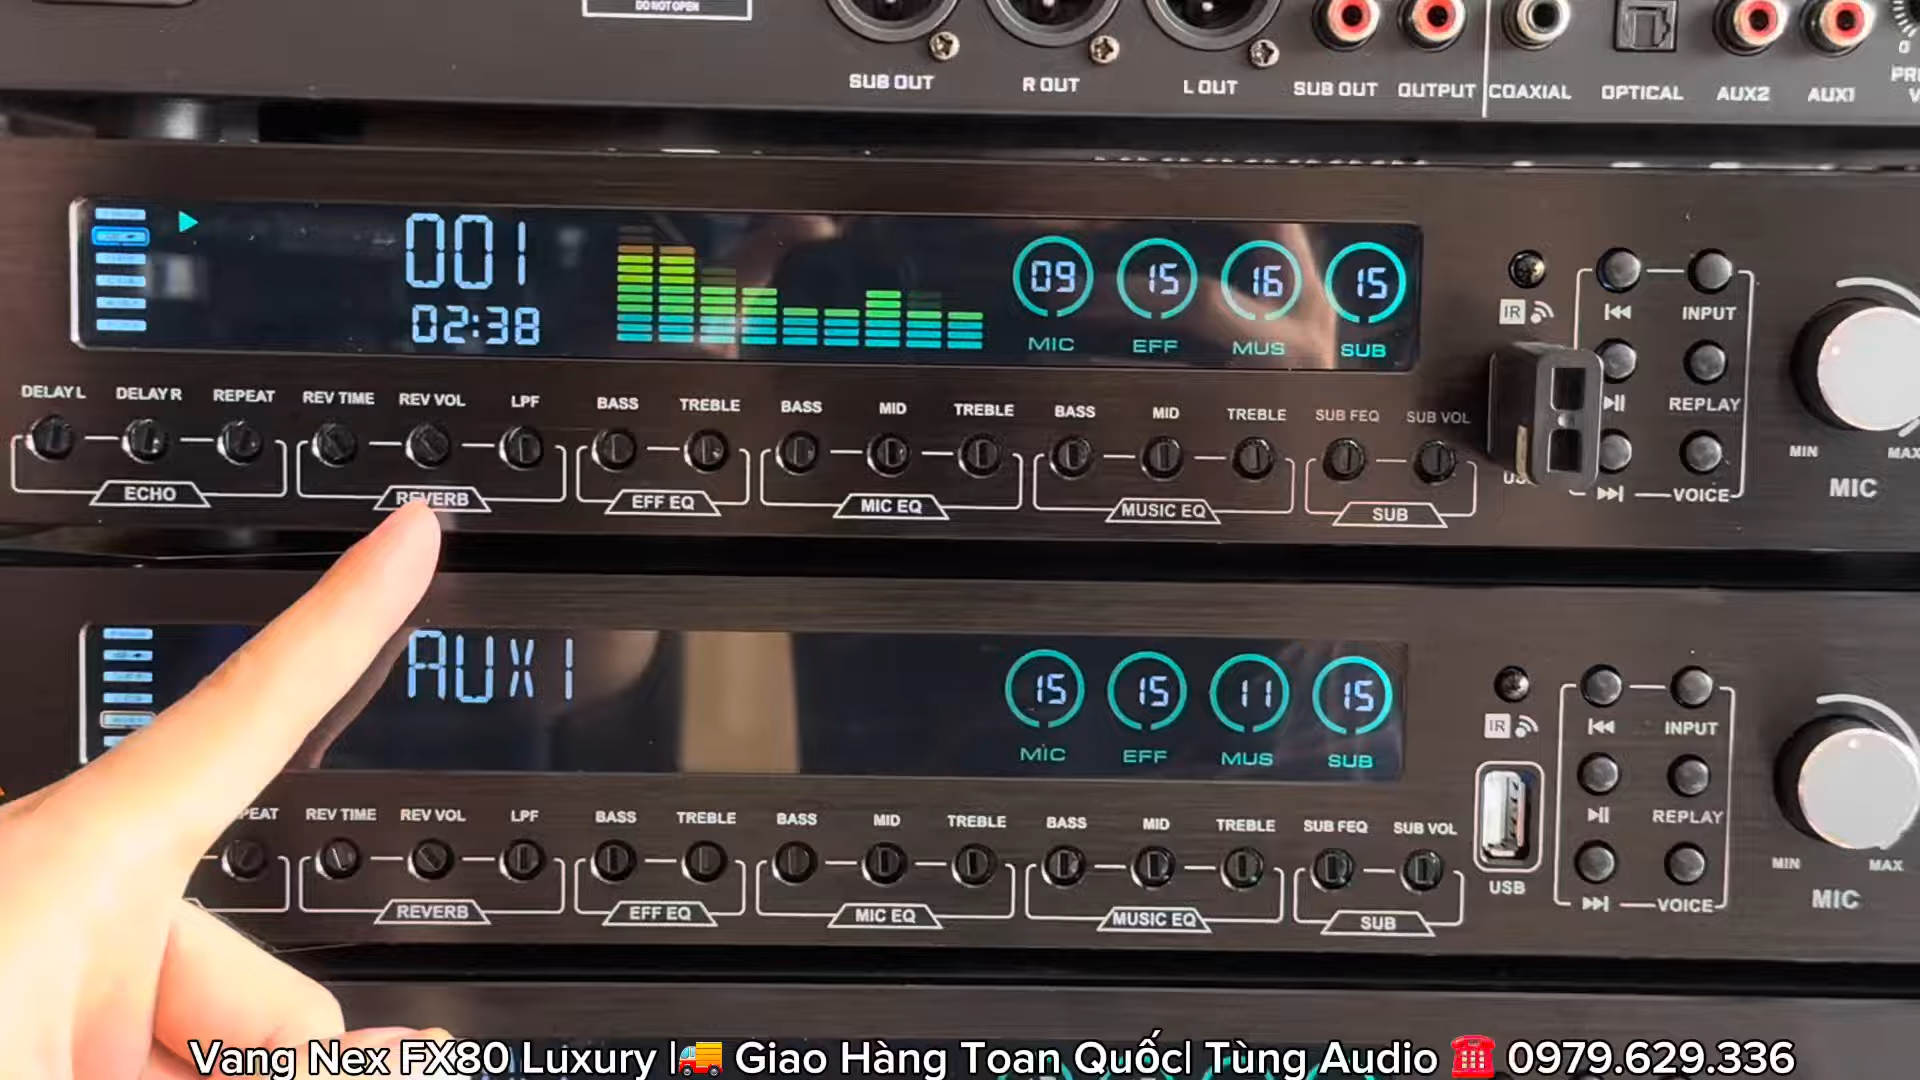 DO NOT OPEN
SUB OUT R OUT L OUT SUB OUT OUTPUT COAXIAL OPTICAL AUX2 AUX1
001
02:38
09 15 16 15
MIC EFF MUS SUB
IR INPUT
REPLAY
VOICE
MIN MAX
MIC
DELAY L DELAY R REPEAT REV TIME REV VOL LPF BASS TREBLE BASS MID TREBLE BASS MID TREBLE SUB FEQ SUB VOL
ECHO REVERB EFF EQ MIC EQ MUSIC EQ SUB
AUX1
15 15 11 15
MIC EFF MUS SUB
IR INPUT
REPLAY
VOICE
MIN MAX
MIC
USB
REV TIME REV VOL LPF BASS TREBLE BASS MID TREBLE BASS MID TREBLE SUB FEQ SUB VOL
REVERB EFF EQ MIC EQ MUSIC EQ SUB
Vang Nex FX80 Luxury |🚚 Giao Hàng Toan Quốc| Tùng Audio ☎️ 0979.629.336